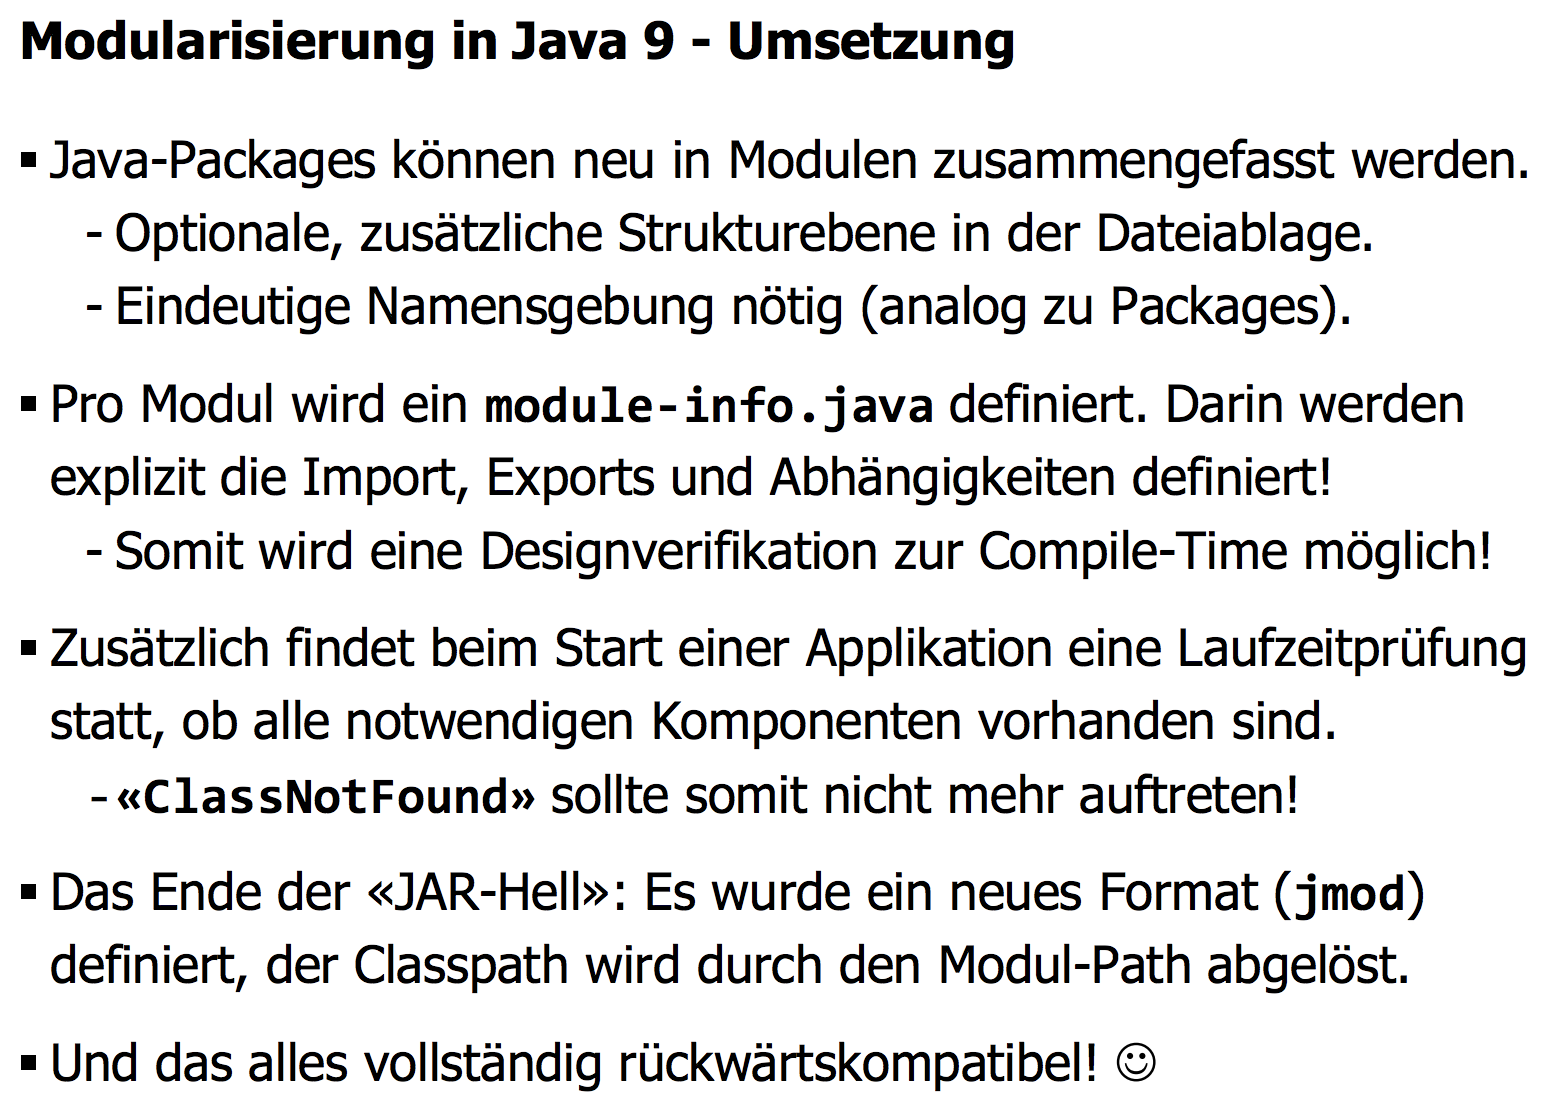 Modularisierung in Java 9 - Umsetzung
▪ Java-Packages können neu in Modulen zusammengefasst werden.
- Optionale, zusätzliche Strukturebene in der Dateiablage.
- Eindeutige Namensgebung nötig (analog zu Packages).
▪ Pro Modul wird ein module-info.java definiert. Darin werden
explizit die Import, Exports und Abhängigkeiten definiert!
- Somit wird eine Designverifikation zur Compile-Time möglich!
▪ Zusätzlich findet beim Start einer Applikation eine Laufzeitprüfung
statt, ob alle notwendigen Komponenten vorhanden sind.
- «ClassNotFound» sollte somit nicht mehr auftreten!
▪ Das Ende der «JAR-Hell»: Es wurde ein neues Format (jmod)
definiert, der Classpath wird durch den Modul-Path abgelöst.
▪ Und das alles vollständig rückwärtskompatibel! ☺